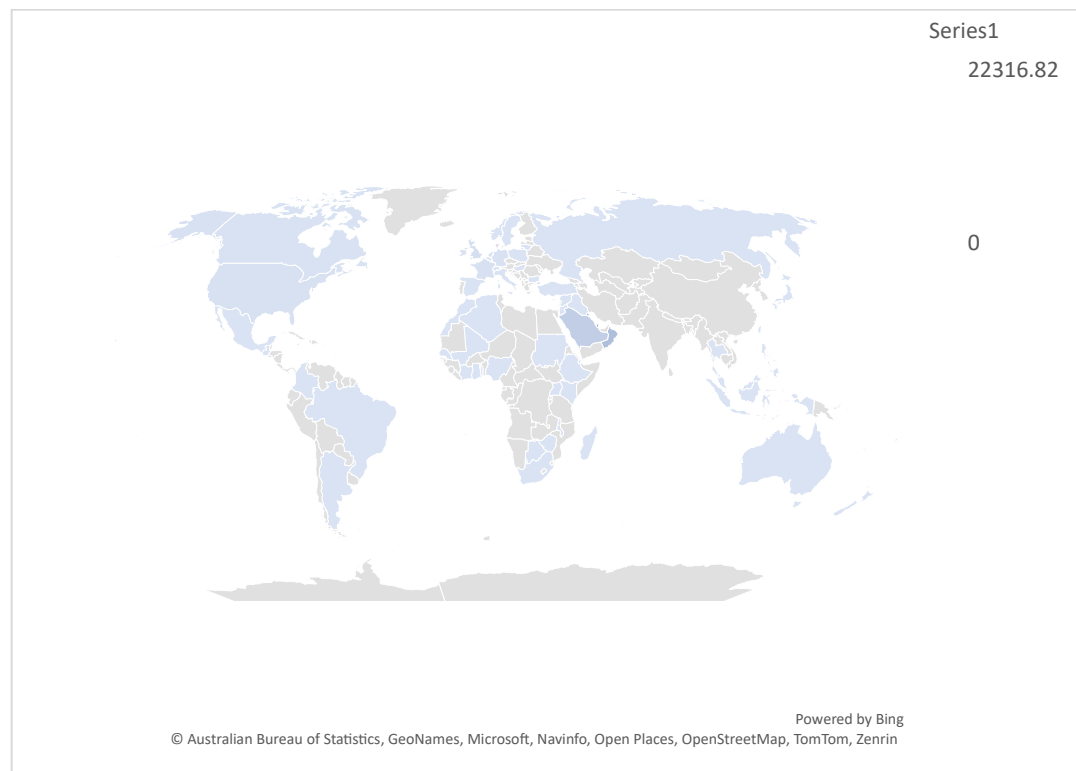 Series1
22316.82
0
Powered by Bing
© Australian Bureau of Statistics, GeoNames, Microsoft, Navinfo, Open Places, OpenStreetMap, TomTom, Zenrin